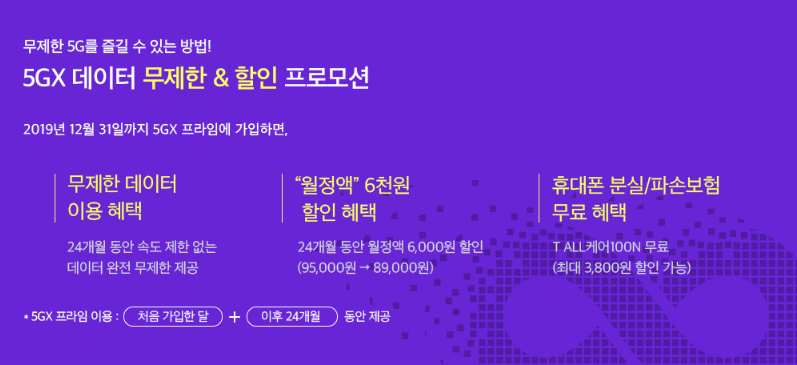 무제한 5G를 즐길 수 있는 방법!
5GX 데이터 무제한 & 할인 프로모션
2019년 12월 31일까지 5GX 프라임에 가입하면,
무제한 데이터
이용 혜택
24개월 동안 속도 제한 없는
데이터 완전 무제한 제공
“월정액” 6천원
할인 혜택
24개월 동안 월정액 6,000원 할인
(95,000원 → 89,000원)
휴대폰 분실/파손보험
무료 혜택
T ALL케어100N 무료
(최대 3,800원 할인 가능)
* 5GX 프라임 이용 : 처음 가입한 달 + 이후 24개월 동안 제공